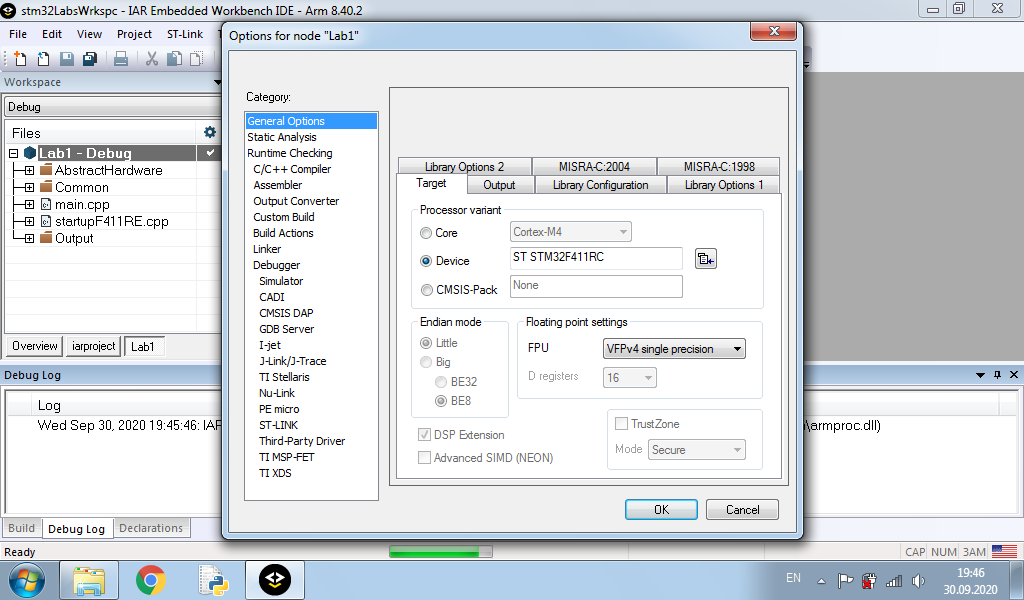 stm32LabsWrkspc - IAR Embedded Workbench IDE - Arm 8.40.2
File Edit View Project ST-Link
Workspace
Debug
Files
Lab1 - Debug
AbstractHardware
Common
main.cpp
startupF411RE.cpp
Output
Overview iarproject Lab1
Options for node "Lab1"
Category:
General Options
Static Analysis
Runtime Checking
C/C++ Compiler
Assembler
Output Converter
Custom Build
Build Actions
Linker
Debugger
Simulator
CADI
CMSIS DAP
GDB Server
I-jet
J-Link/J-Trace
TI Stellaris
Nu-Link
PE micro
ST-LINK
Third-Party Driver
TI MSP-FET
TI XDS
Library Options 2 MISRA-C:2004 MISRA-C:1998
Target Output Library Configuration Library Options 1
Processor variant
Core Cortex-M4
Device ST STM32F411RC
CMSIS-Pack None
Endian mode
Little
Big
BE32
BE8
Floating point settings
FPU VFPv4 single precision
D registers 16
DSP Extension
Advanced SIMD (NEON)
TrustZone
Mode Secure
OK Cancel
Debug Log
Log
Wed Sep 30, 2020 19:45:46: IAR \armproc.dll)
Build Debug Log Declarations
Ready CAP NUM ЗАМ
EN 19:46
30.09.2020